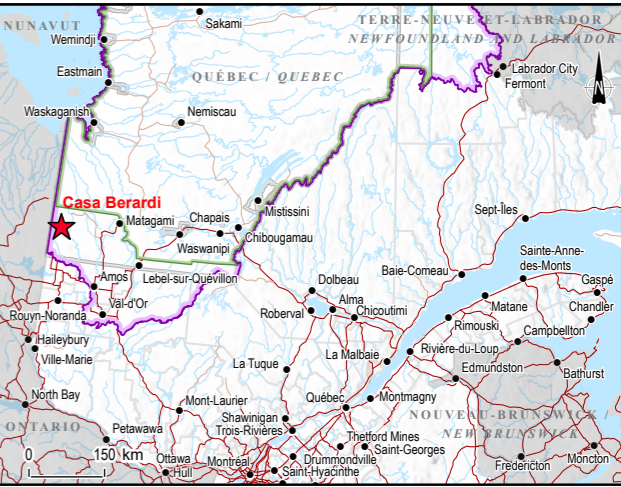 NUNAVUT
Sakami
TERRE-NEUVE-ET-LABRADOR /
NEWFOUNDLAND AND LABRADOR
Wemindji
Eastmain
QUÉBEC / QUEBEC
Labrador City
Fermont
N
Waskaganish
Nemiscau
Casa Berardi
Mistissini
Matagami
Chapais
Sept-Îles
Waswanipi
Chibougamau
Sainte-Anne-
des-Monts
Baie-Comeau
Amos
Lebel-sur-Quévillon
Dolbeau
Gaspé
Rouyn-Noranda
Val-d'Or
Roberval
Alma
Chicoutimi
Matane
Chandler
Rimouski
Campbellton
Haileybury
Ville-Marie
La Malbaie
Rivière-du-Loup
La Tuque
Edmundston
Bathurst
North Bay
Mont-Laurier
Québec
Montmagny
ONTARIO
Petawawa
Shawinigan
Trois-Rivières
NOUVEAU-BRUNSWICK /
NEW BRUNSWICK
Thetford Mines
Saint-Georges
0
150 km
Ottawa
Hull
Montréal
Drummondville
Saint-Hyacinthe
Fredericton
Moncton